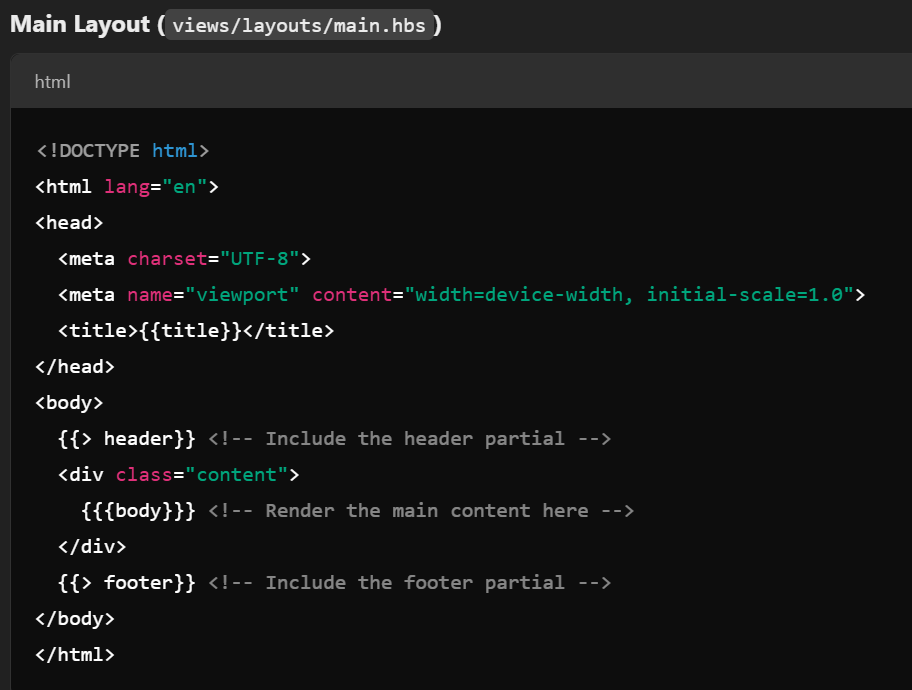 Main Layout (views/layouts/main.hbs)
html
<!DOCTYPE html>
<html lang="en">
<head>
  <meta charset="UTF-8">
  <meta name="viewport" content="width=device-width, initial-scale=1.0">
  <title>{{title}}</title>
</head>
<body>
  {{> header}} <!-- Include the header partial -->
  <div class="content">
    {{{body}}} <!-- Render the main content here -->
  </div>
  {{> footer}} <!-- Include the footer partial -->
</body>
</html>